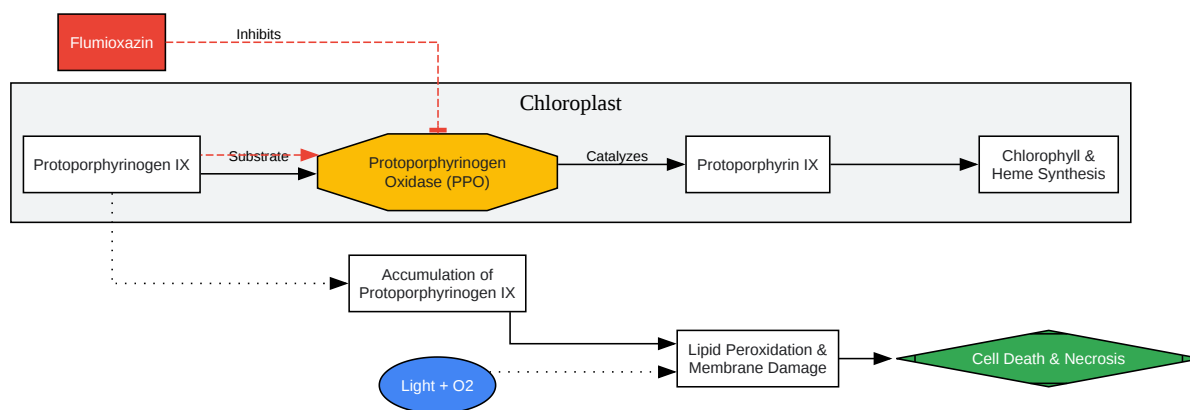 Flumioxazin
Inhibits
Chloroplast
Protoporphyrinogen IX
Substrate
Protoporphyrinogen
Oxidase (PPO)
Catalyzes
Protoporphyrin IX
Chlorophyll &
Heme Synthesis
Accumulation of
Protoporphyrinogen IX
Light + O2
Lipid Peroxidation &
Membrane Damage
Cell Death & Necrosis